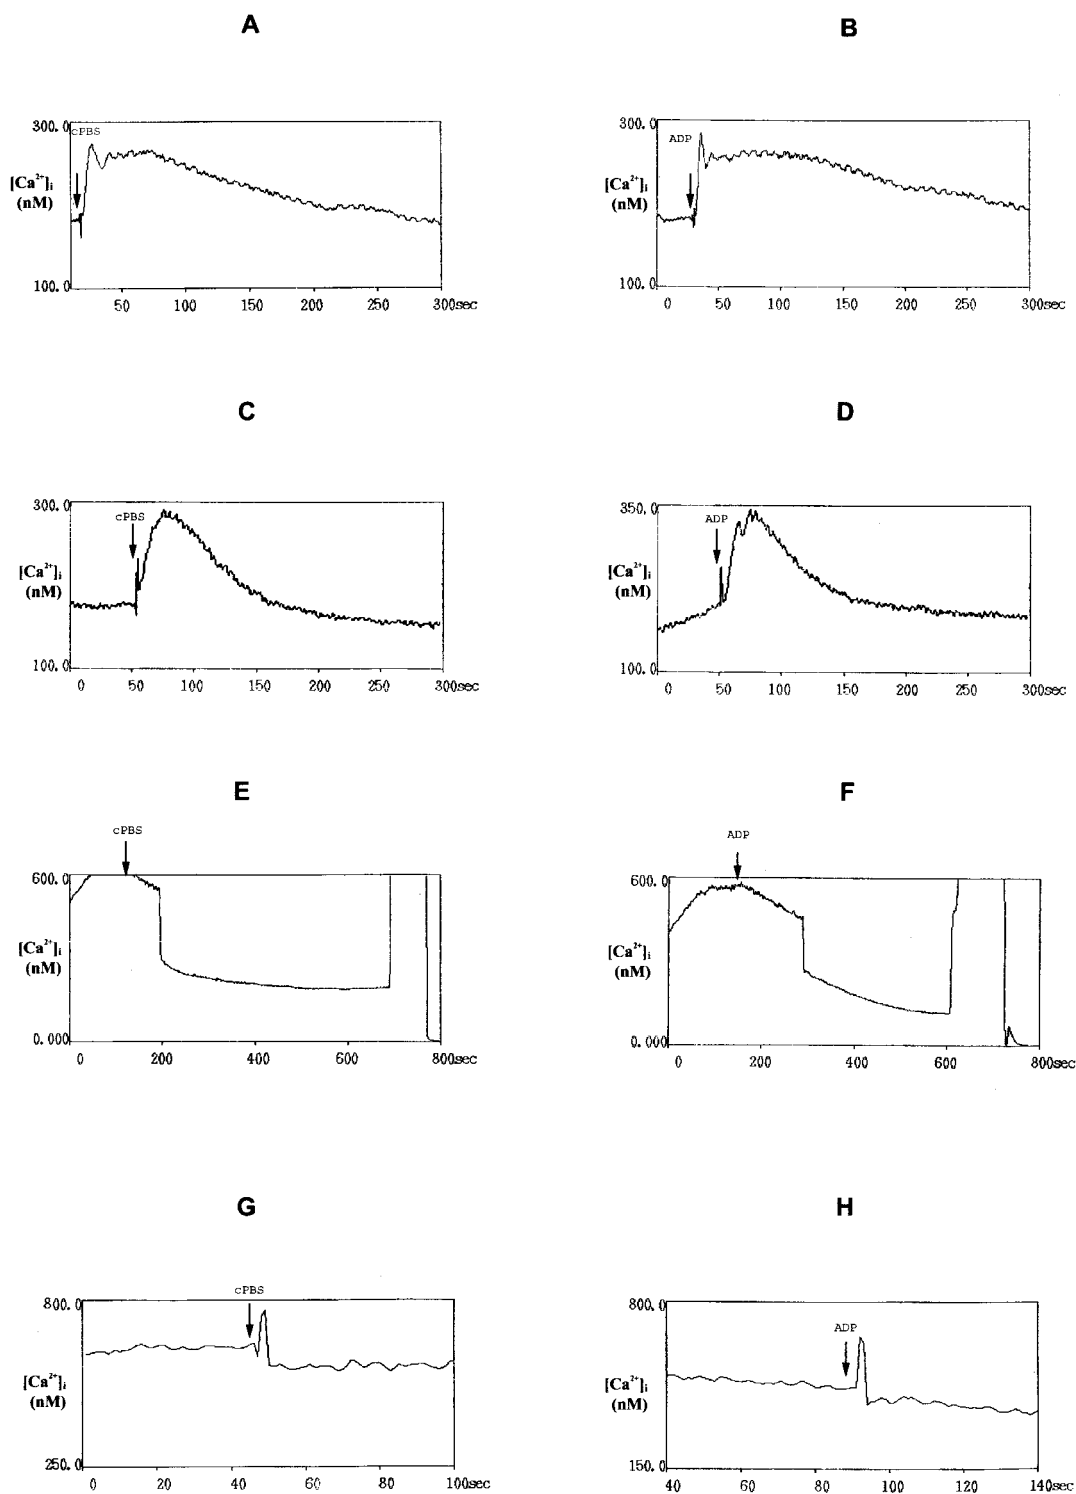 A
B
300.0
cPBS
[Ca²⁺]ᵢ
(nM)
100.0
50 100 150 200 250 300sec
300.0
ADP
[Ca²⁺]ᵢ
(nM)
100.0
0 50 100 150 200 250 300sec
C
D
300.0
cPBS
[Ca²⁺]ᵢ
(nM)
100.0
0 50 100 150 200 250 300sec
350.0
ADP
[Ca²⁺]ᵢ
(nM)
100.0
0 50 100 150 200 250 300sec
E
F
cPBS
600.0
[Ca²⁺]ᵢ
(nM)
0.000
0 200 400 600 800sec
ADP
600.0
[Ca²⁺]ᵢ
(nM)
0.000
0 200 400 600 800sec
G
H
cPBS
800.0
[Ca²⁺]ᵢ
(nM)
250.0
0 20 40 60 80 100sec
800.0
ADP
[Ca²⁺]ᵢ
(nM)
150.0
40 60 80 100 120 140sec